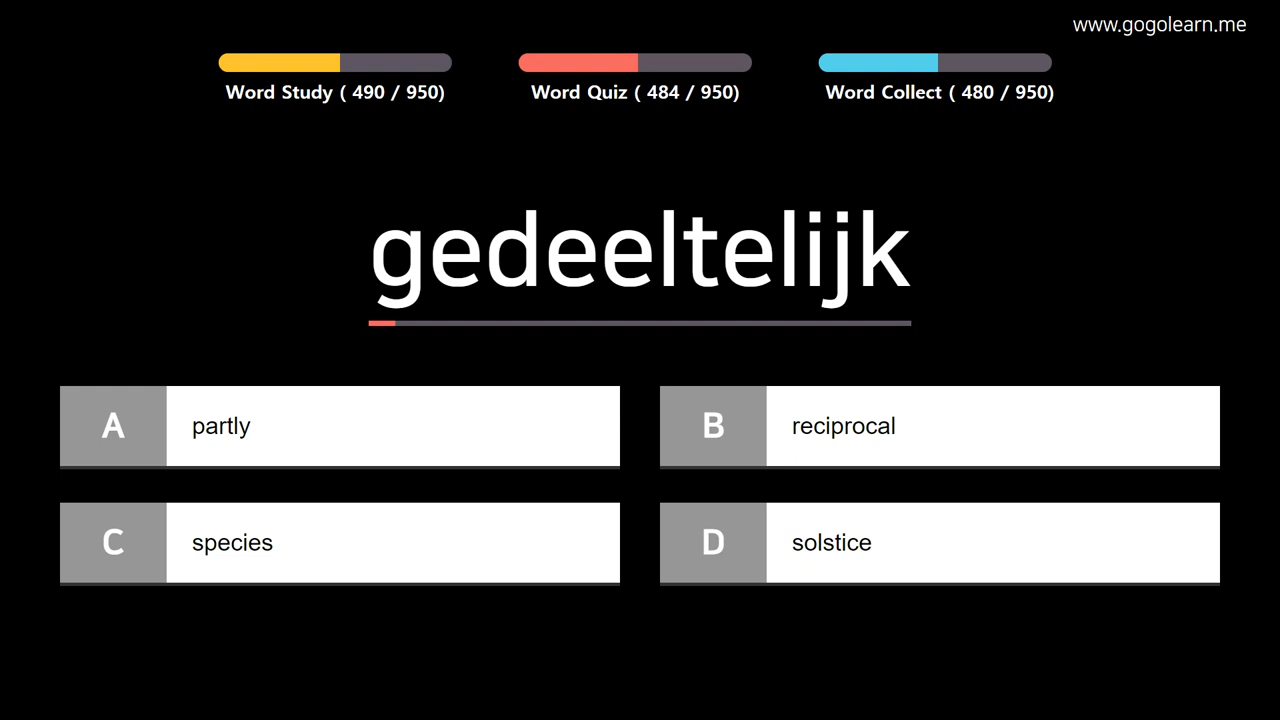 www.gogolearn.me
Word Study ( 490 / 950)
Word Quiz ( 484 / 950)
Word Collect ( 480 / 950)
gedeeltelijk
A partly
B reciprocal
C species
D solstice